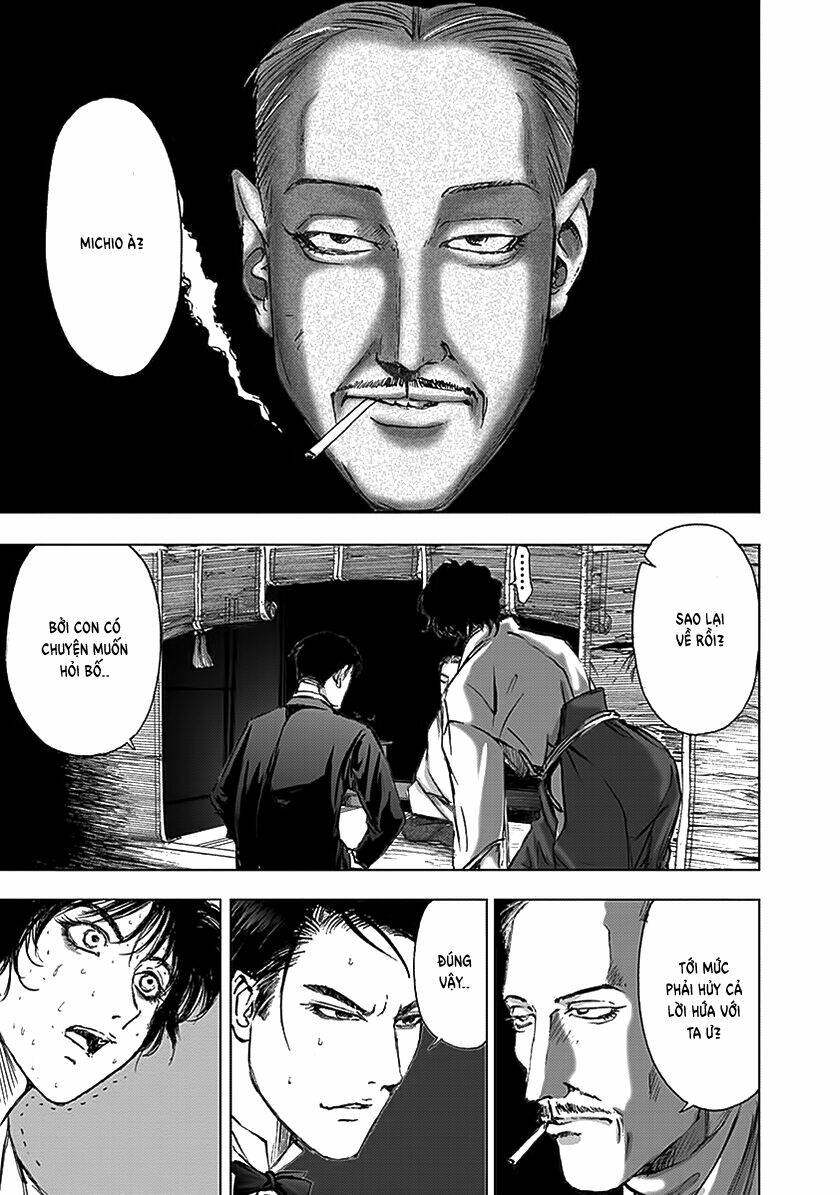 MICHIO À?
SAO LẠI
VỀ RỒI?
......
BỞI CON CÓ
CHUYỆN MUỐN
HỎI BỐ..
TỚI MỨC
PHẢI HỦY CẢ
LỜI HỨA VỚI
TA Ư?
ĐÚNG
VẬY..